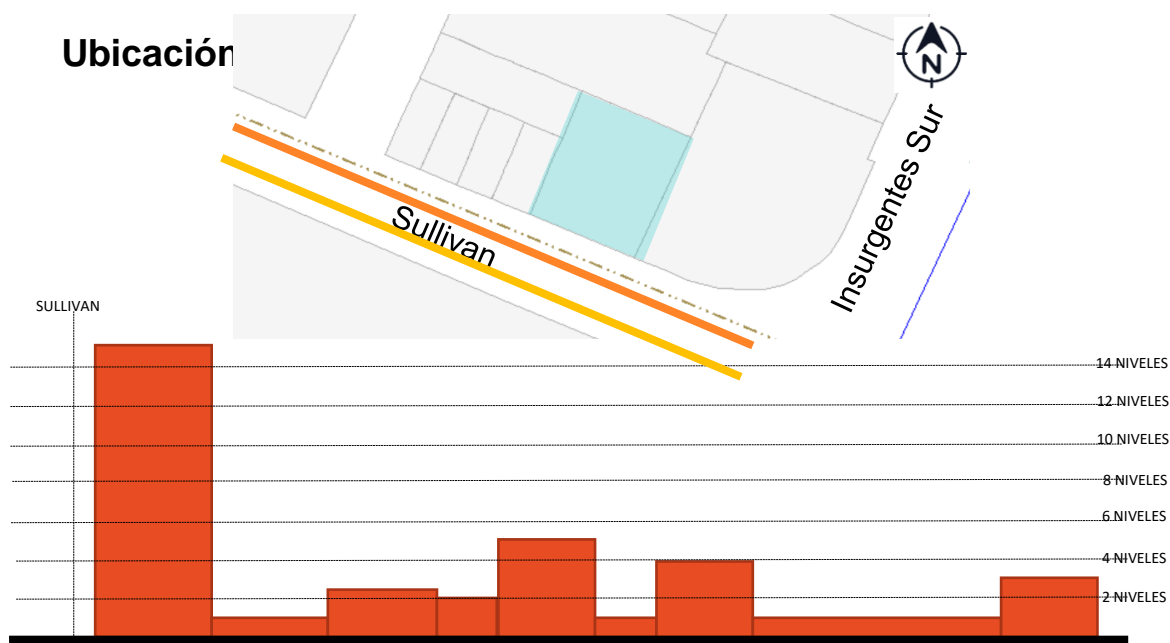 Ubicación
N
Insurgentes Sur
Sullivan
SULLIVAN
14 NIVELES
12 NIVELES
10 NIVELES
8 NIVELES
6 NIVELES
4 NIVELES
2 NIVELES